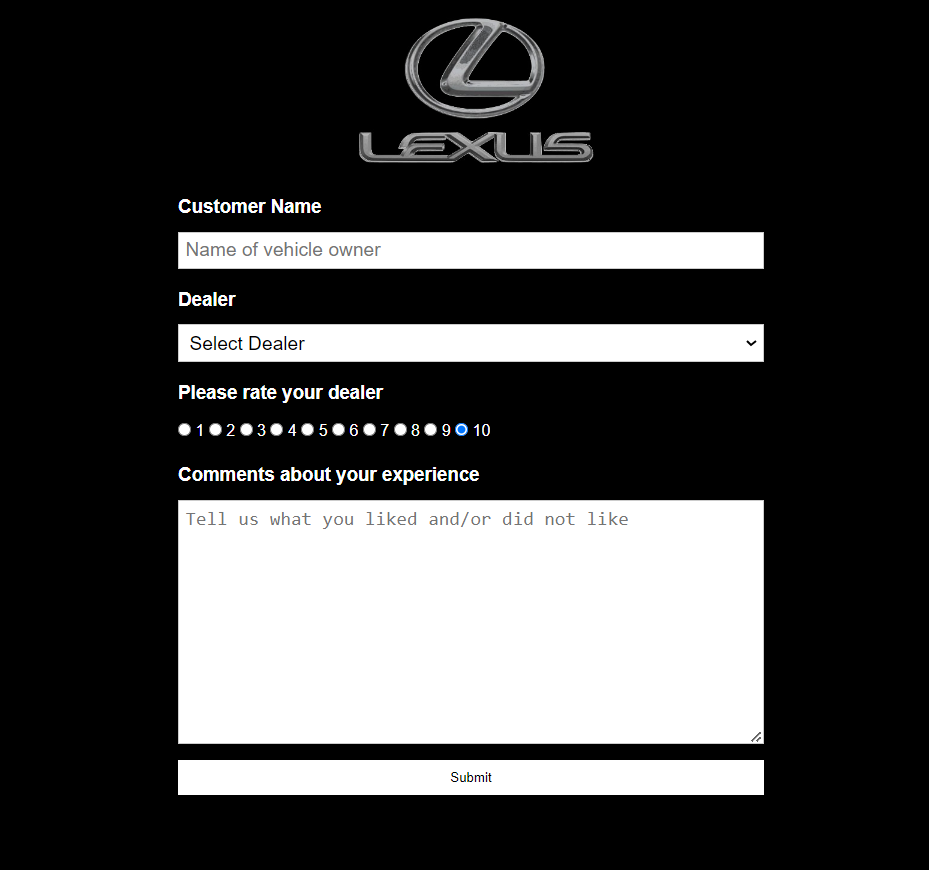 LEXUS
Customer Name
Name of vehicle owner
Dealer
Select Dealer
Please rate your dealer
1 2 3 4 5 6 7 8 9 10
Comments about your experience
Tell us what you liked and/or did not like
Submit